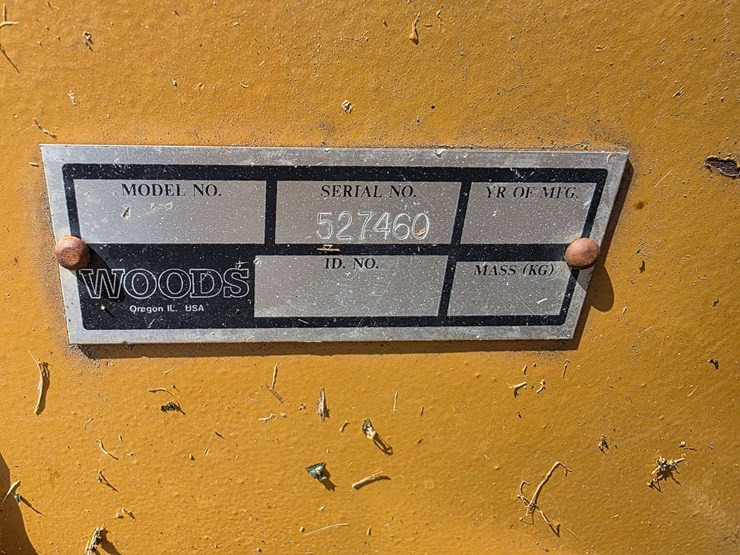 MODEL NO.
SERIAL NO.
YR OF MFG.
527460
WOODS
Oregon IL. USA
ID. NO.
MASS (KG)